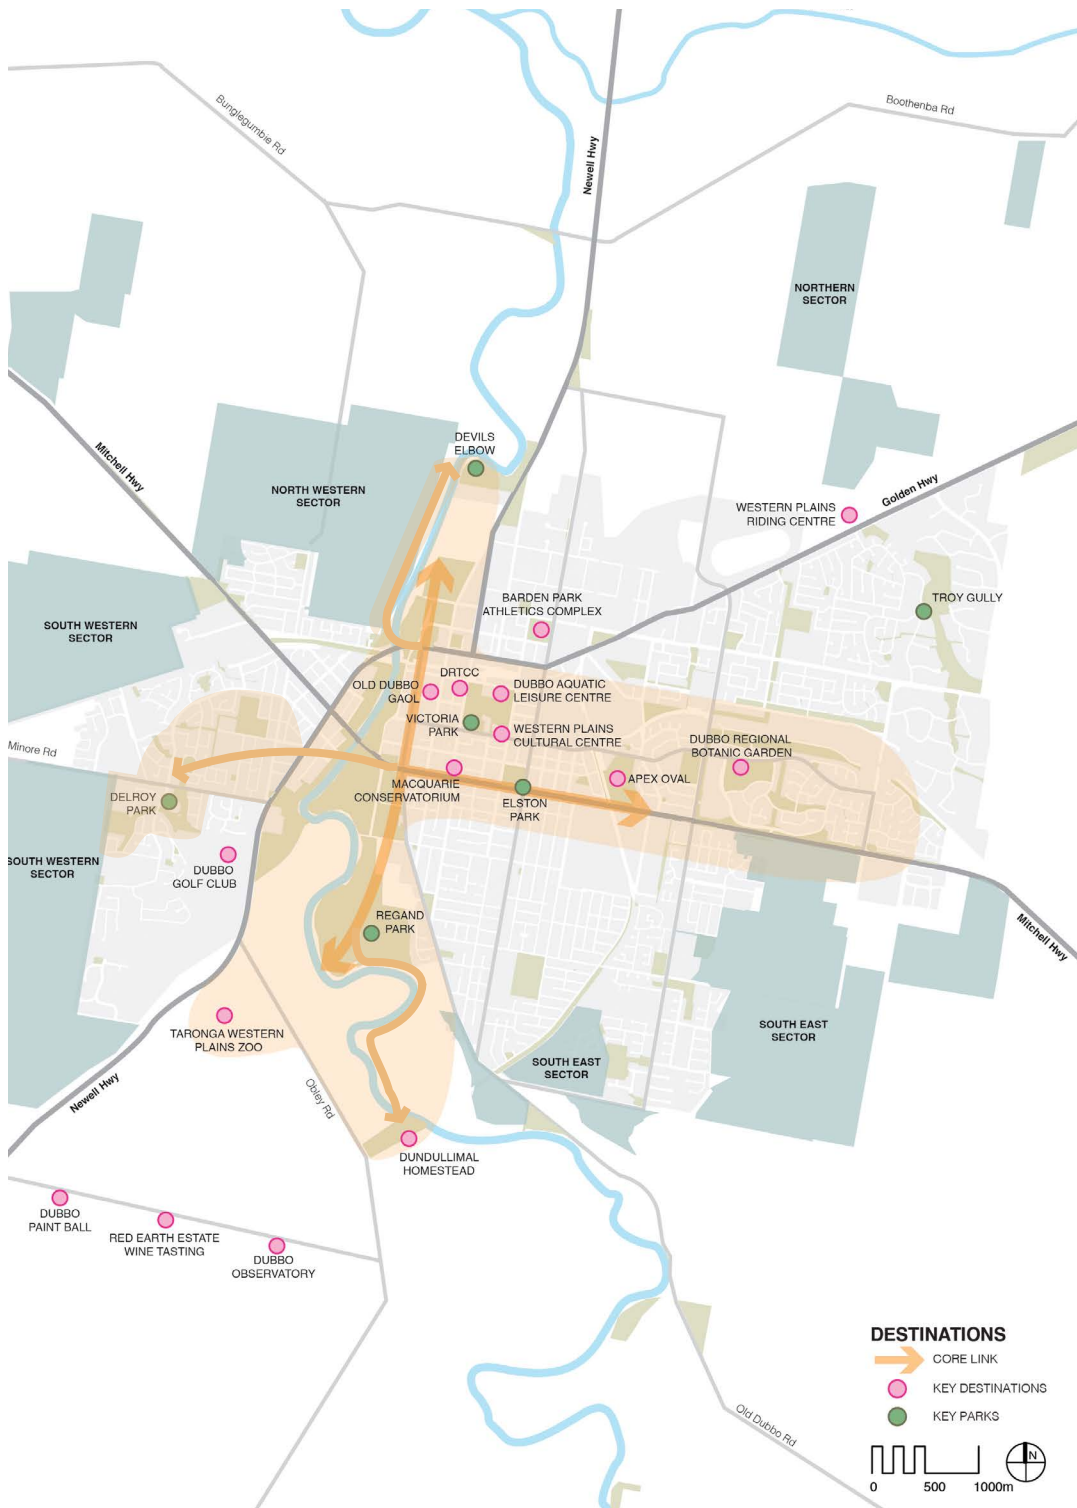 Bunglegumbie Rd
Boothenba Rd
Newell Hwy
NORTHERN
SECTOR
Mitchell Hwy
DEVILS
ELBOW
NORTH WESTERN
SECTOR
Golden Hwy
WESTERN PLAINS
RIDING CENTRE
BARDEN PARK
ATHLETICS COMPLEX
TROY GULLY
SOUTH WESTERN
SECTOR
DRTCC
OLD DUBBO
GAOL
DUBBO AQUATIC
LEISURE CENTRE
VICTORIA
PARK
WESTERN PLAINS
CULTURAL CENTRE
DUBBO REGIONAL
BOTANIC GARDEN
Minore Rd
MACQUARIE
CONSERVATORIUM
APEX OVAL
DELROY
PARK
ELSTON
PARK
SOUTH WESTERN
SECTOR
DUBBO
GOLF CLUB
REGAND
PARK
Mitchell Hwy
TARONGA WESTERN
PLAINS ZOO
SOUTH EAST
SECTOR
SOUTH EAST
SECTOR
Newell Hwy
Obley Rd
DUNDULLIMAL
HOMESTEAD
DUBBO
PAINT BALL
RED EARTH ESTATE
WINE TASTING
DUBBO
OBSERVATORY
Old Dubbo Rd
DESTINATIONS
CORE LINK
KEY DESTINATIONS
KEY PARKS
N
0 500 1000m